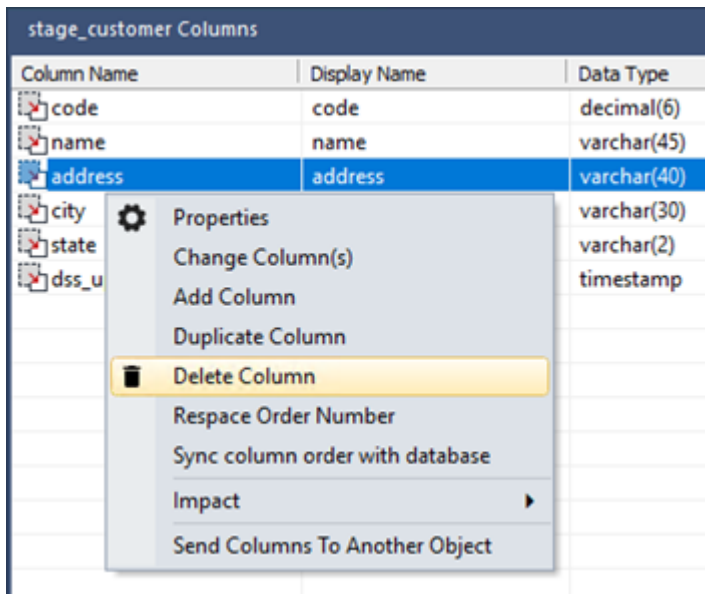 stage_customer Columns
Column Name Display Name Data Type
code code decimal(6)
name name varchar(45)
address address varchar(40)
city varchar(30)
state varchar(2)
dss_u timestamp
Properties
Change Column(s)
Add Column
Duplicate Column
Delete Column
Respace Order Number
Sync column order with database
Impact
Send Columns To Another Object